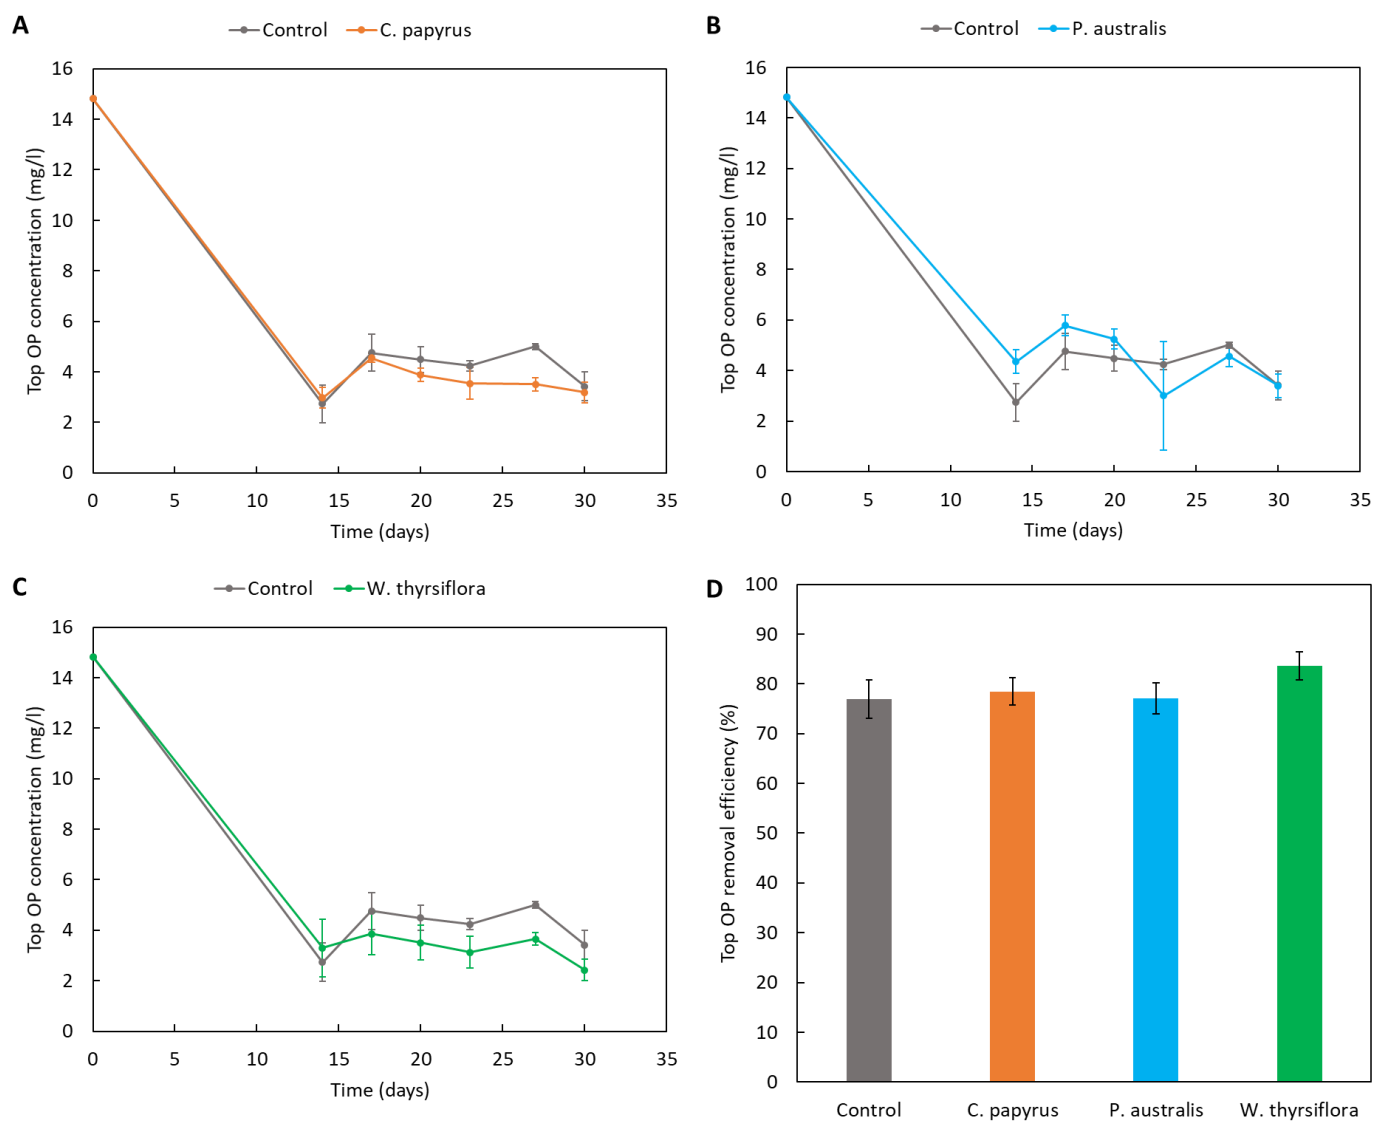 A
Control
C. papyrus
Top OP concentration (mg/l)
16
14
12
10
8
6
4
2
0
0 5 10 15 20 25 30 35
Time (days)
B
Control
P. australis
Top OP concentration (mg/l)
16
14
12
10
8
6
4
2
0
0 5 10 15 20 25 30 35
Time (days)
C
Control
W. thyrsiflora
Top OP concentration (mg/l)
16
14
12
10
8
6
4
2
0
0 5 10 15 20 25 30 35
Time (days)
D
Top OP removal efficiency (%)
100
90
80
70
60
50
40
30
20
10
0
Control C. papyrus P. australis W. thyrsiflora